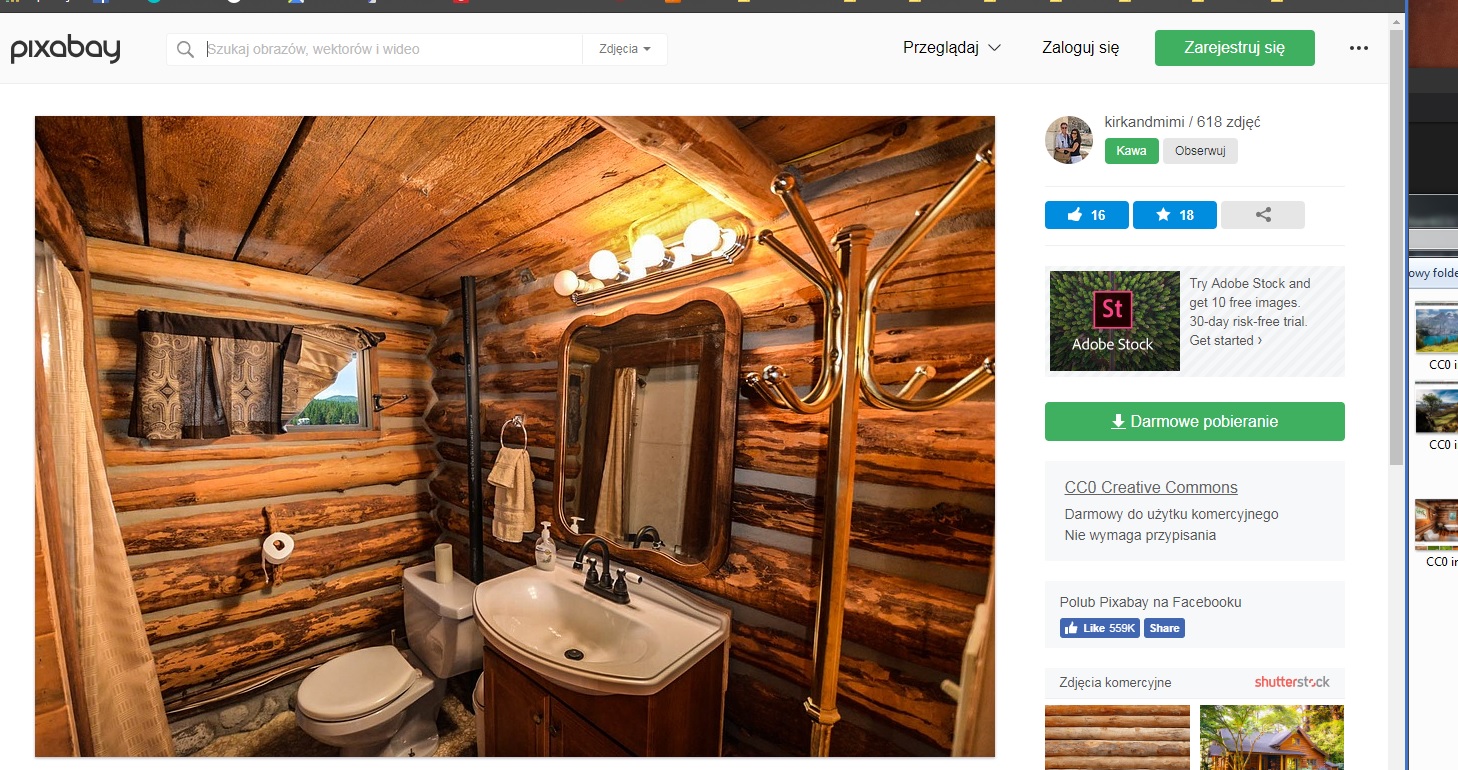 pixabay
Szukaj obrazów, wektorów i wideo
Zdjęcia
Przeglądaj
Zaloguj się
Zarejestruj się
kirkandmimi / 618 zdjęć
Kawa
Obserwuj
16
18
St
Adobe Stock
Try Adobe Stock and
get 10 free images.
30-day risk-free trial.
Get started ›
Darmowe pobieranie
CC0 Creative Commons
Darmowy do użytku komercyjnego
Nie wymaga przypisania
Polub Pixabay na Facebooku
Like 559K
Share
Zdjęcia komercyjne
shutterstock
owy folde
CC0 i
CC0 i
CC0 i